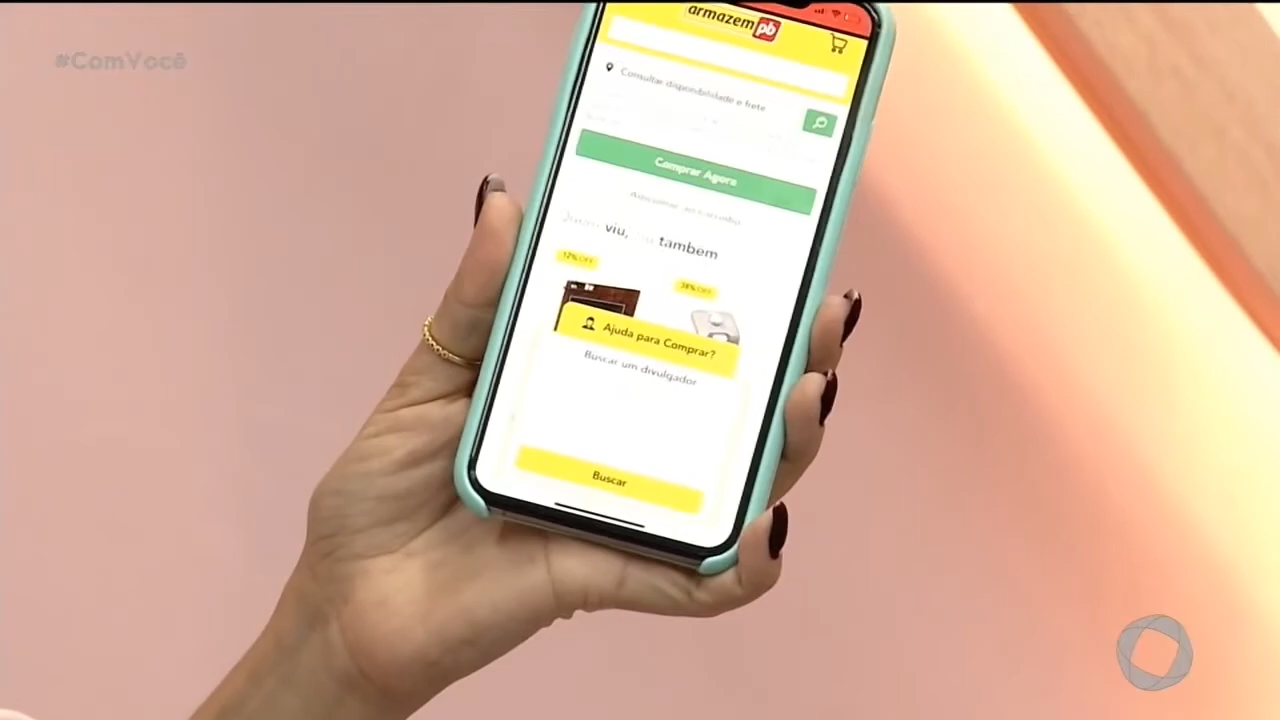 #ComVocê
armazem pb
Consultar disponibilidade e frete
Comprar Agora
viu, também
12% OFF
38% OFF
Ajuda para Comprar?
Buscar um divulgador
Buscar